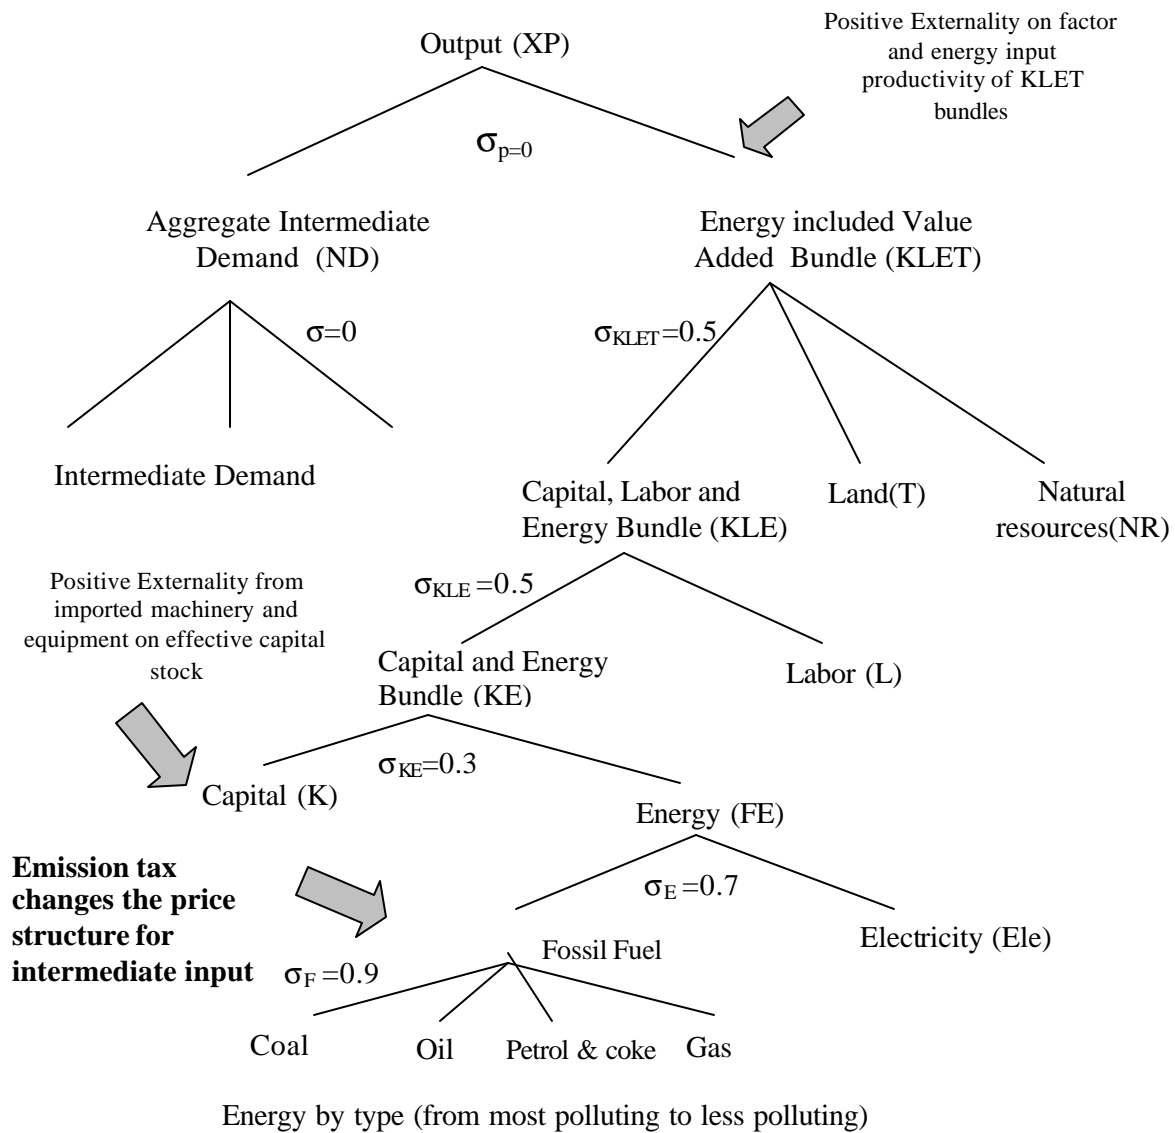 Output (XP)
Positive Externality on factor
and energy input
productivity of KLET
bundles
σp=0
Aggregate Intermediate
Demand (ND)
Energy included Value
Added Bundle (KLET)
σ=0
σKLET=0.5
Intermediate Demand
Capital, Labor and
Energy Bundle (KLE)
Land(T)
Natural
resources(NR)
Positive Externality from
imported machinery and
equipment on effective capital
stock
σKLE=0.5
Capital and Energy
Bundle (KE)
Labor (L)
σKE=0.3
Capital (K)
Energy (FE)
Emission tax
changes the price
structure for
intermediate input
σE=0.7
Fossil Fuel
Electricity (Ele)
σF=0.9
Coal
Oil
Petrol & coke
Gas
Energy by type (from most polluting to less polluting)